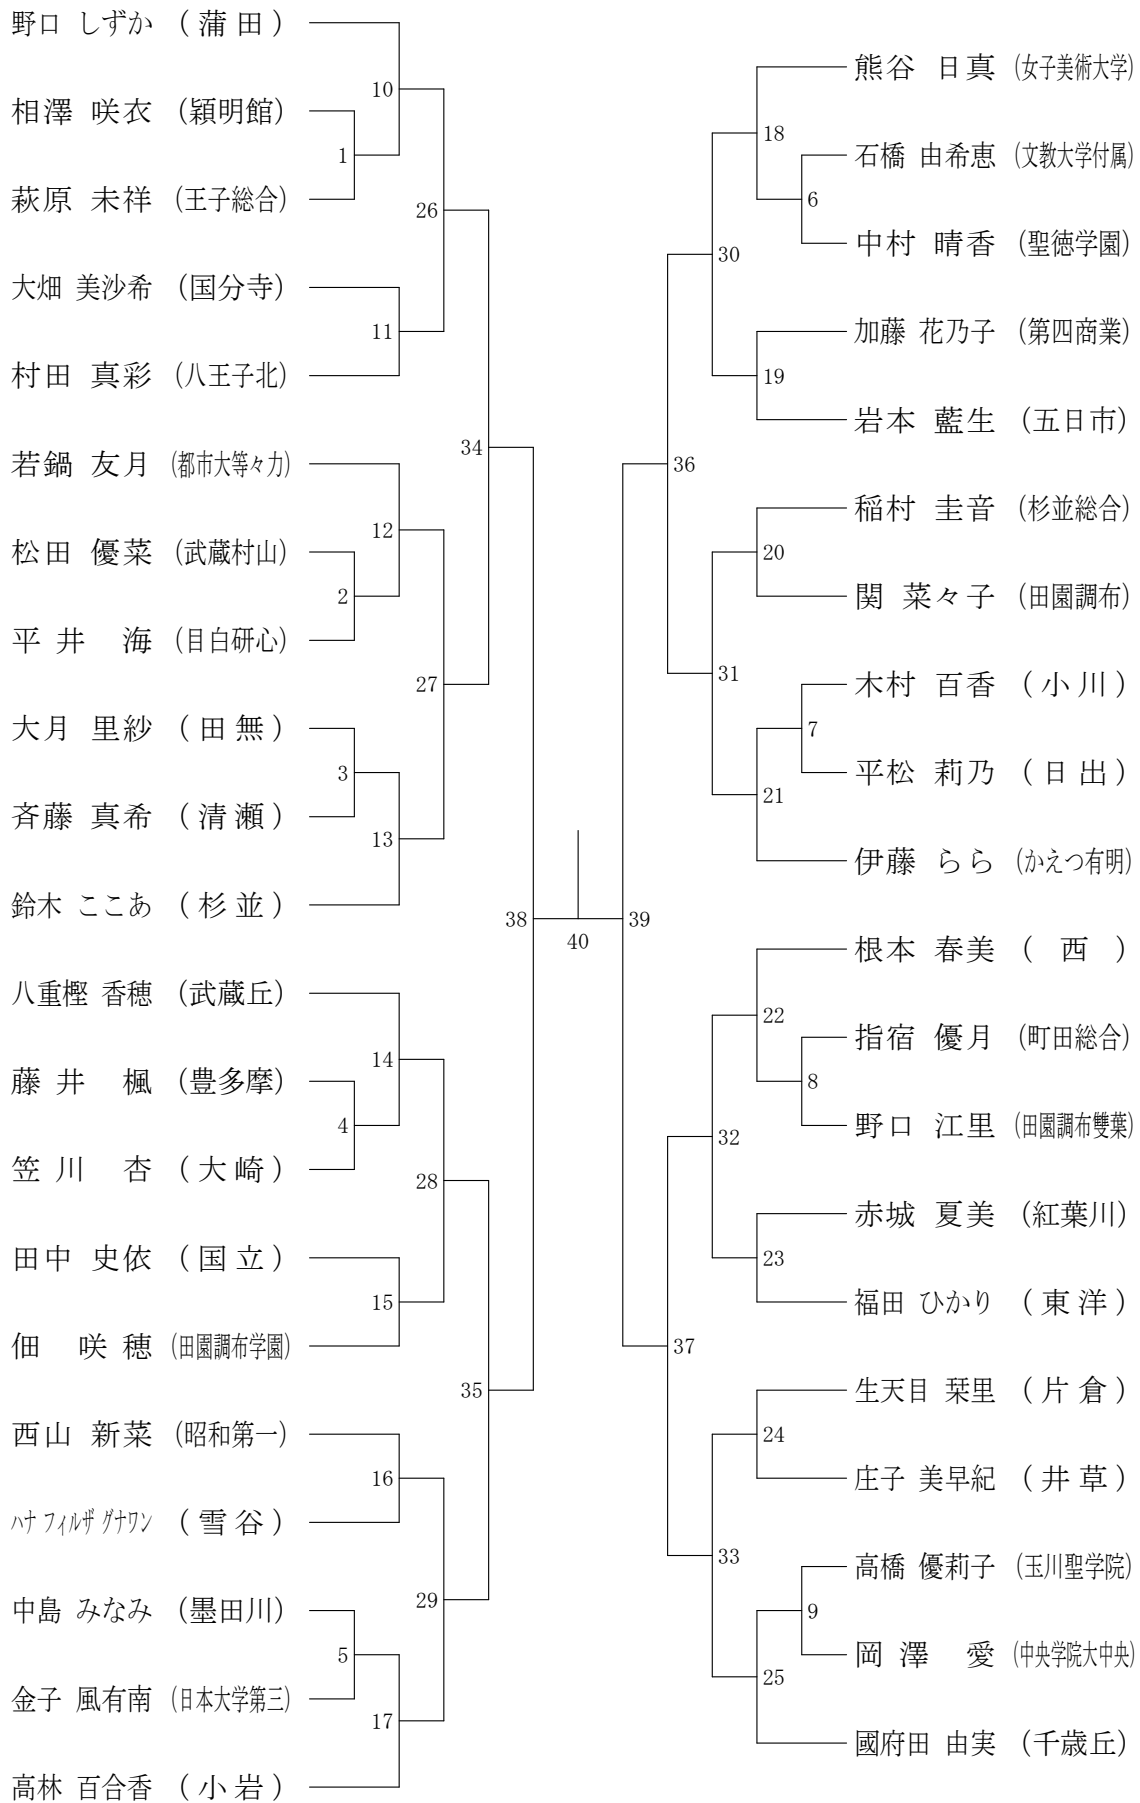 野口 しずか (蒲田)
10
相澤 咲衣 (穎明館)
1
萩原 未祥 (王子総合)
26
大畑 美沙希 (国分寺)
11
村田 真彩 (八王子北)
34
若鍋 友月 (都市大等々力)
12
松田 優菜 (武蔵村山)
2
平井 海 (目白研心)
27
大月 里紗 (田無)
3
斉藤 真希 (清瀬)
13
鈴木 ここあ (杉並)
38
八重樫 香穂 (武蔵丘)
14
藤井 楓 (豊多摩)
4
笠川 杏 (大崎)
28
田中 史依 (国立)
15
佃 咲穂 (田園調布学園)
35
西山 新菜 (昭和第一)
16
ハナ フィルザ グナワン (雪谷)
29
中島 みなみ (墨田川)
5
金子 風有南 (日本大学第三)
17
高林 百合香 (小岩)
40
熊谷 日真 (女子美術大学)
18
石橋 由希恵 (文教大学付属)
6
中村 晴香 (聖徳学園)
30
加藤 花乃子 (第四商業)
19
岩本 藍生 (五日市)
36
稲村 圭音 (杉並総合)
20
関 菜々子 (田園調布)
31
木村 百香 (小川)
7
平松 莉乃 (日出)
21
伊藤 らら (かえつ有明)
39
根本 春美 (西)
22
指宿 優月 (町田総合)
8
野口 江里 (田園調布雙葉)
32
赤城 夏美 (紅葉川)
23
福田 ひかり (東洋)
37
生天目 栞里 (片倉)
24
庄子 美早紀 (井草)
33
高橋 優莉子 (玉川聖学院)
9
岡澤 愛 (中央学院大中央)
25
國府田 由実 (千歳丘)